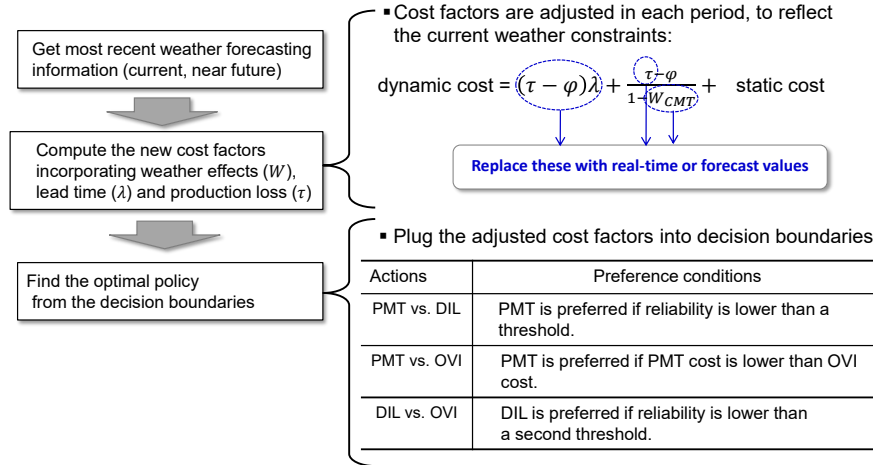 Get most recent weather forecasting
information (current, near future)
Compute the new cost factors
incorporating weather effects (W),
lead time (λ) and production loss (τ)
Find the optimal policy
from the decision boundaries
▪ Cost factors are adjusted in each period, to reflect
the current weather constraints:
dynamic cost = (τ − φ)λ + (τ−φ)/(1−W_CMT) + static cost
Replace these with real-time or forecast values
▪ Plug the adjusted cost factors into decision boundaries
Actions Preference conditions
PMT vs. DIL PMT is preferred if reliability is lower than a
threshold.
PMT vs. OVI PMT is preferred if PMT cost is lower than OVI
cost.
DIL vs. OVI DIL is preferred if reliability is lower than
a second threshold.